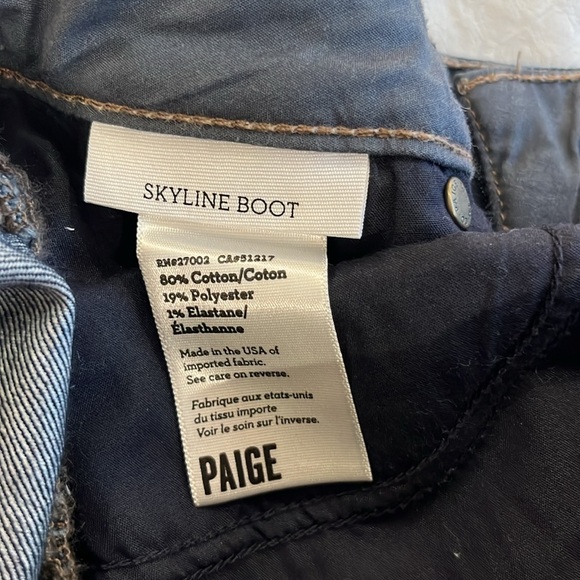 SKYLINE BOOT
RN#27002 CA#51217
80% Cotton/Coton
19% Polyester
1% Elastane/
Élasthanne
Made in the USA of
imported fabric.
See care on reverse.
Fabrique aux etats-unis
du tissu importe
Voir le soin sur l'inverse.
PAIGE